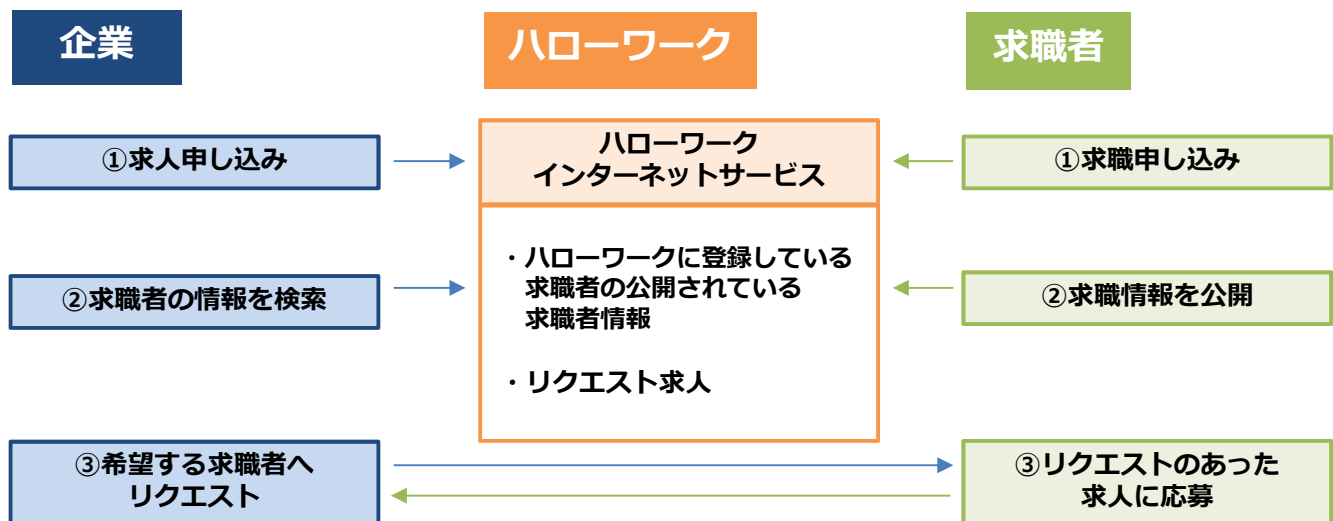 企業
ハローワーク
求職者
①求人申し込み
ハローワーク
インターネットサービス
①求職申し込み
②求職者の情報を検索
・ハローワークに登録している
求職者の公開されている
求職者情報
・リクエスト求人
②求職情報を公開
③希望する求職者へ
リクエスト
③リクエストのあった
求人に応募